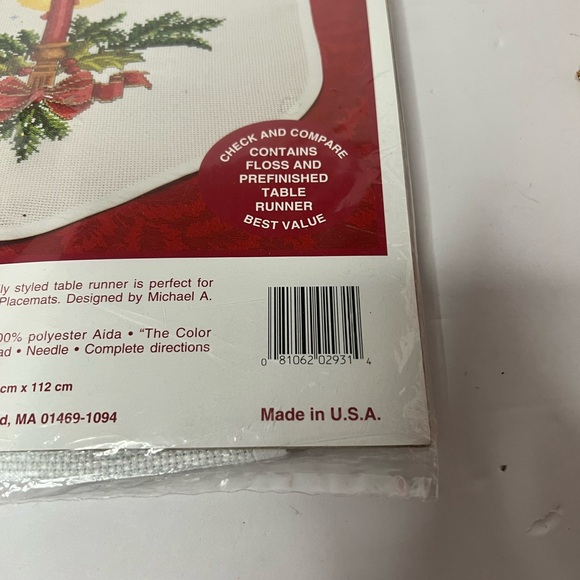 CHECK AND COMPARE
CONTAINS
FLOSS AND
PREFINISHED
TABLE
RUNNER
BEST VALUE
ly styled table runner is perfect for
Placemats. Designed by Michael A.
00% polyester Aida • "The Color
ad • Needle • Complete directions
cm x 112 cm
0 81062 02931 4
d, MA 01469-1094
Made in U.S.A.